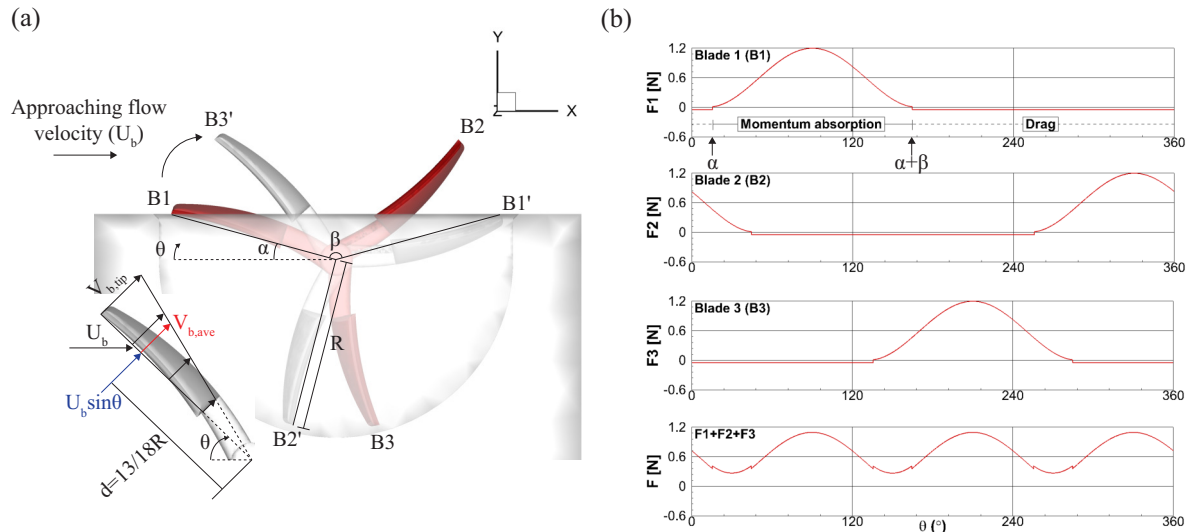 (a)
Approaching flow
velocity (U_b)
Y
Z
X
B3'
B2
B1
B1'
θ
α
β
V_b,tip
U_b
V_b,ave
R
U_b sinθ
θ
d=13/18R
B2'
B3
(b)
F1 [N]
1.2
0.6
0
-0.6
Blade 1 (B1)
Momentum absorption
Drag
0
120
240
360
α
α+β
F2 [N]
1.2
0.6
0
-0.6
Blade 2 (B2)
0
120
240
360
F3 [N]
1.2
0.6
0
-0.6
Blade 3 (B3)
0
120
240
360
F [N]
1.2
0.6
0
-0.6
F1+F2+F3
0
120
240
360
θ (°)